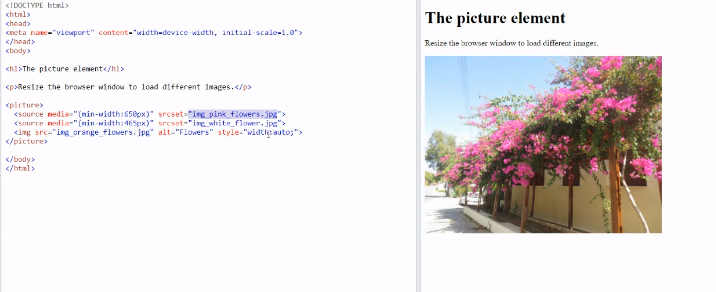 <!DOCTYPE html>
<html>
<head>
<meta name="viewport" content="width=device-width, initial-scale=1.0">
</head>
<body>
<h1>The picture element</h1>
<p>Resize the browser window to load different images.</p>
<picture>
<source media="(min-width:650px)" srcset="img_pink_flowers.jpg">
<source media="(min-width:465px)" srcset="img_white_flower.jpg">
<img src="img_orange_flowers.jpg" alt="Flowers" style="width:auto;">
</picture>
</body>
</html>
The picture element
Resize the browser window to load different images.